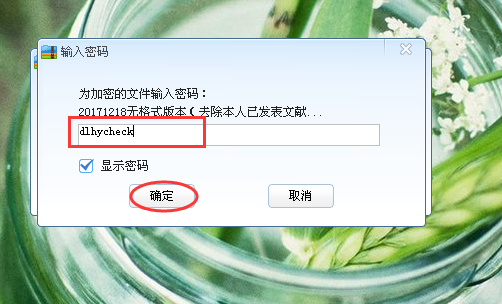 输入密码
为加密的文件输入密码：
20171218无格式版本（去除本人已发表文献...
dlhycheck
显示密码
确定
取消